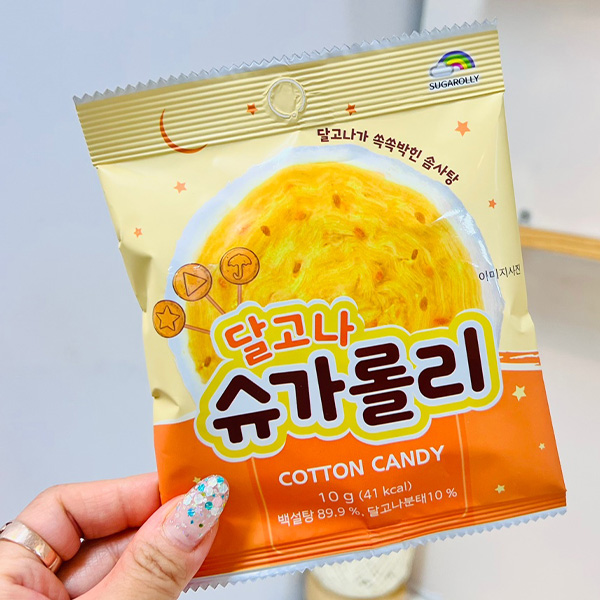 SUGAROLLY
달고나가 쏙쏙박힌 솜사탕
이미지사진
달고나
슈가롤리
COTTON CANDY
10 g (41 kcal)
백설탕 89.9 %, 달고나분태10 %